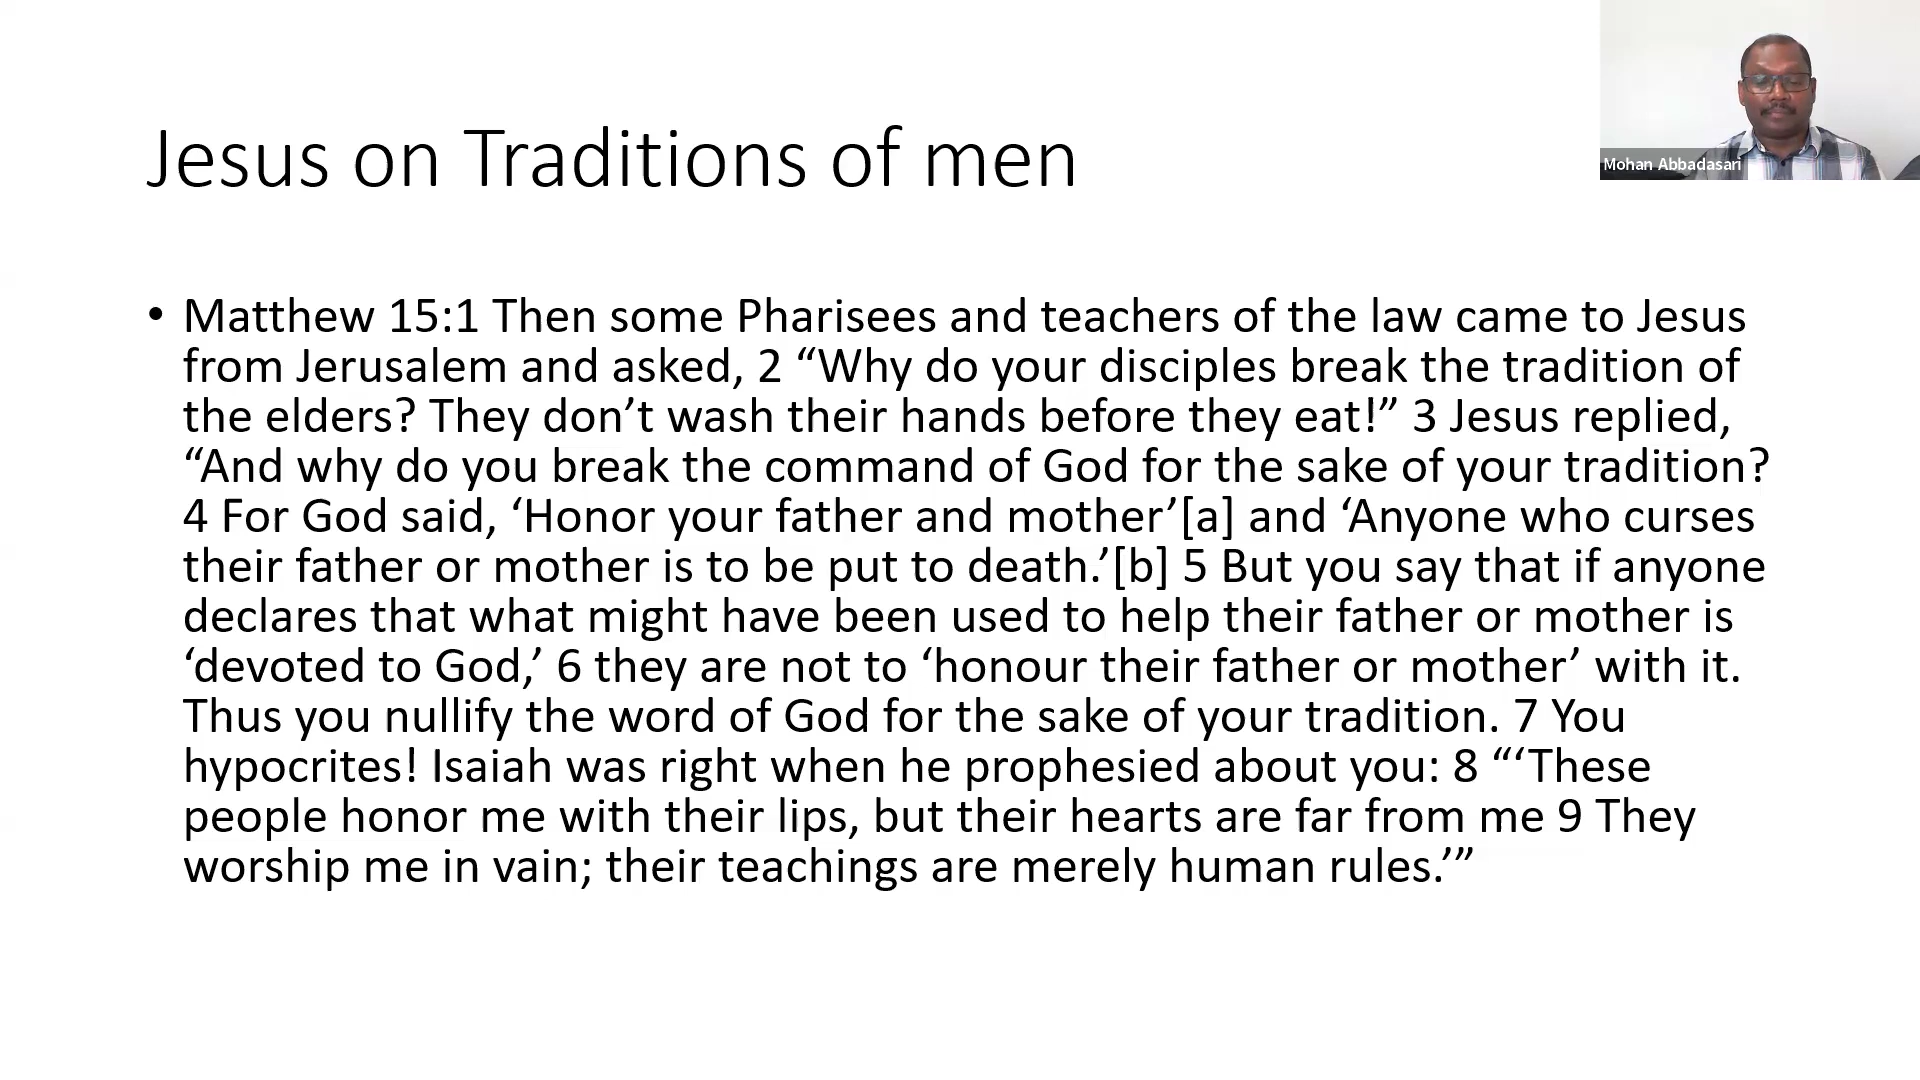 Jesus on Traditions of men
Mohan Abbadasari
• Matthew 15:1 Then some Pharisees and teachers of the law came to Jesus
from Jerusalem and asked, 2 “Why do your disciples break the tradition of
the elders? They don’t wash their hands before they eat!” 3 Jesus replied,
“And why do you break the command of God for the sake of your tradition?
4 For God said, ‘Honor your father and mother’[a] and ‘Anyone who curses
their father or mother is to be put to death.’[b] 5 But you say that if anyone
declares that what might have been used to help their father or mother is
‘devoted to God,’ 6 they are not to ‘honour their father or mother’ with it.
Thus you nullify the word of God for the sake of your tradition. 7 You
hypocrites! Isaiah was right when he prophesied about you: 8 “‘These
people honor me with their lips, but their hearts are far from me 9 They
worship me in vain; their teachings are merely human rules.’”